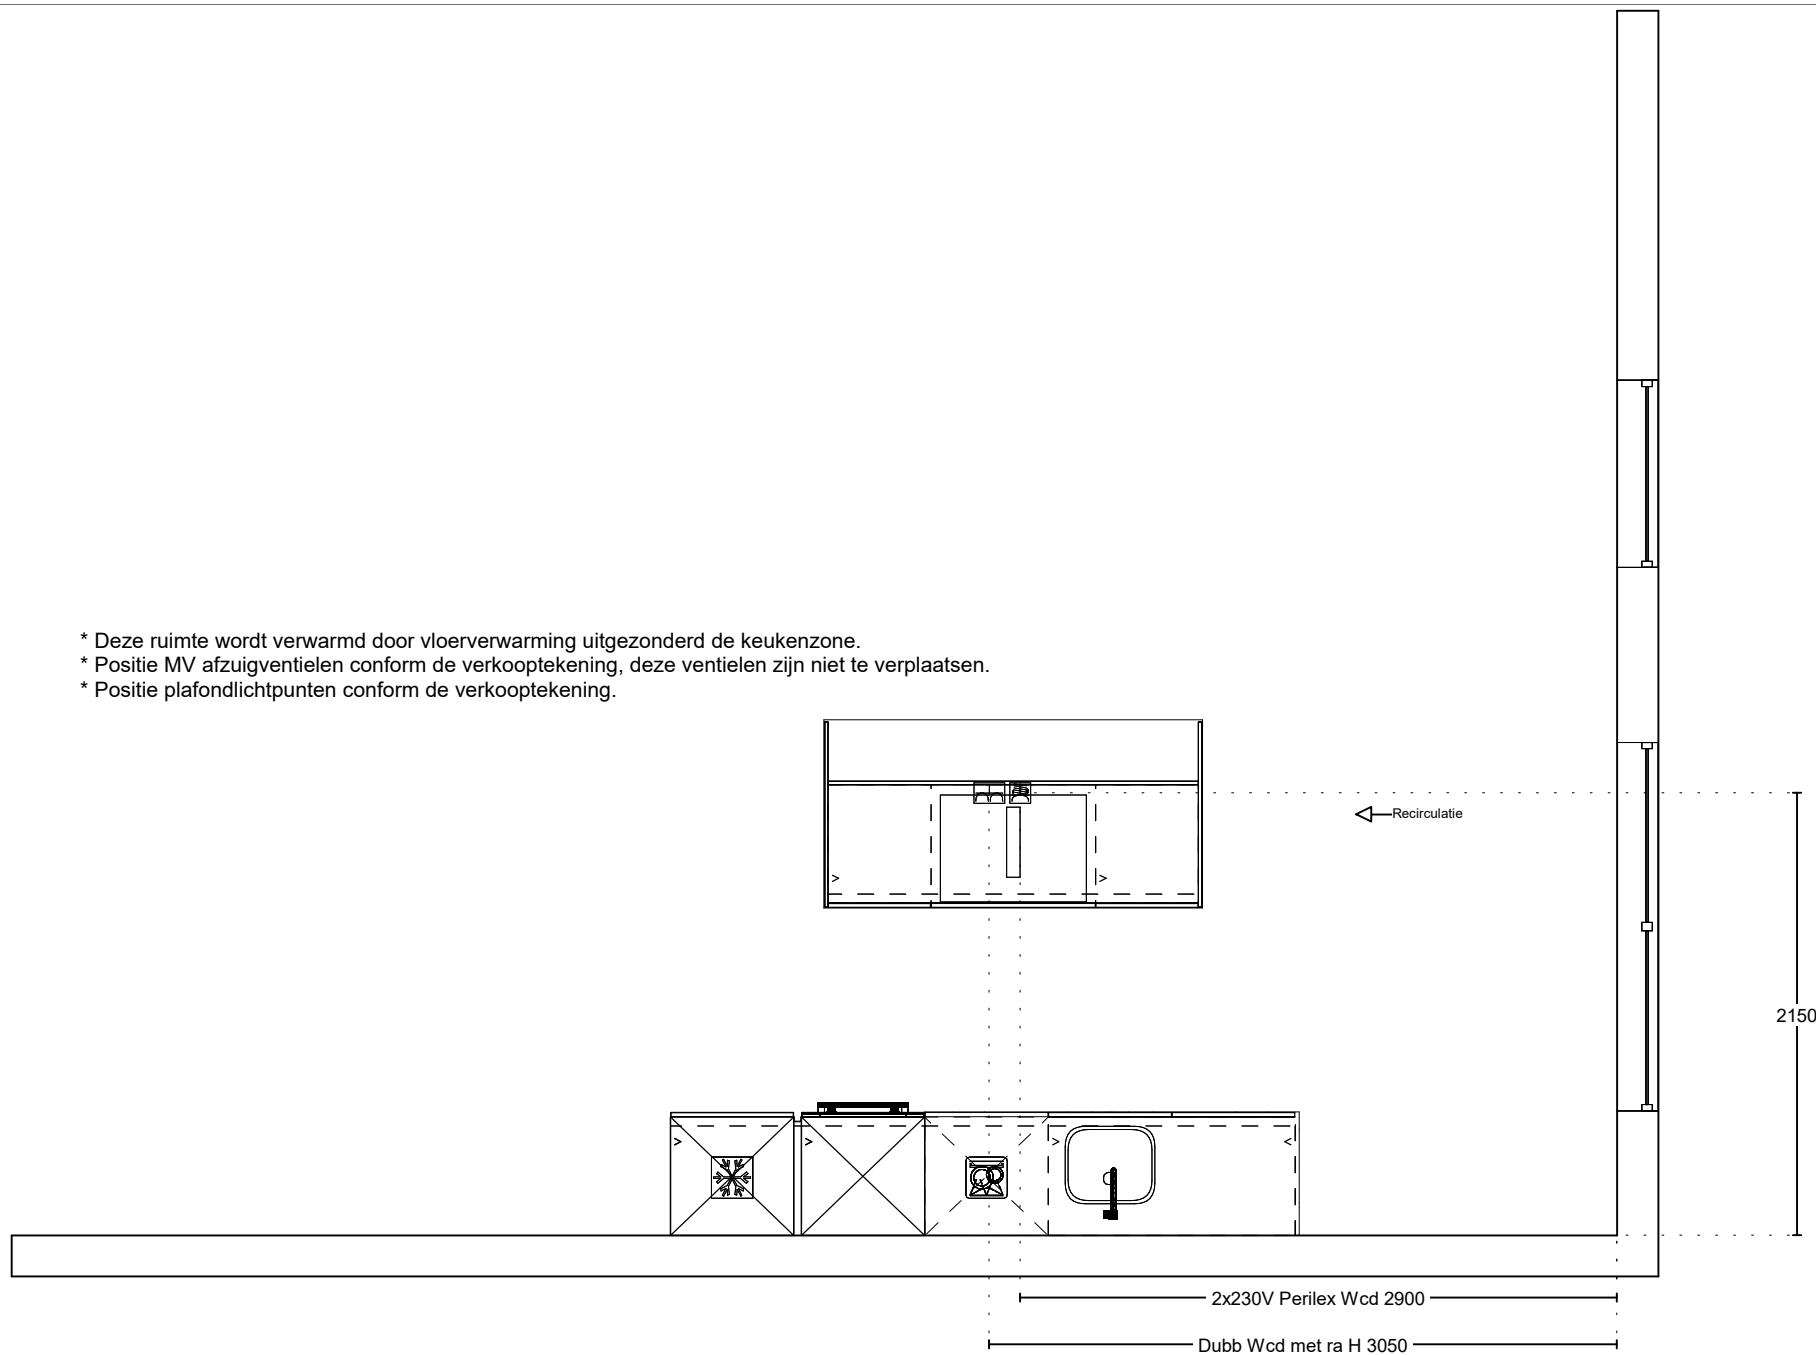 * Deze ruimte wordt verwarmd door vloerverwarming uitgezonderd de keukenzone.
* Positie MV afzuigventielen conform de verkooptekening, deze ventielen zijn niet te verplaatsen.
* Positie plafondlichtpunten conform de verkooptekening.
Recirculatie
2150
2x230V Perilex Wcd 2900
Dubb Wcd met ra H 3050